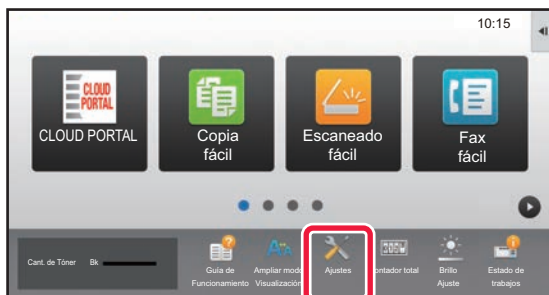 10:15
CLOUD
PORTAL
CLOUD PORTAL
Copia
fácil
Escaneado
fácil
Fax
fácil
Cant. de Tóner Bk
Guía de
Funcionamiento
Ampliar modo
Visualización
Ajustes
ontador total
Brillo
Ajuste
Estado de
trabajos